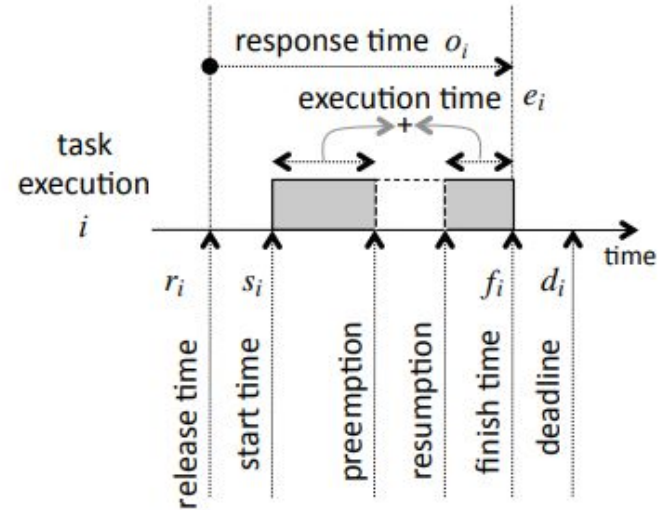 response time o_i
execution time e_i
+
task
execution
i
time
r_i s_i f_i d_i
release time
start time
preemption
resumption
finish time
deadline